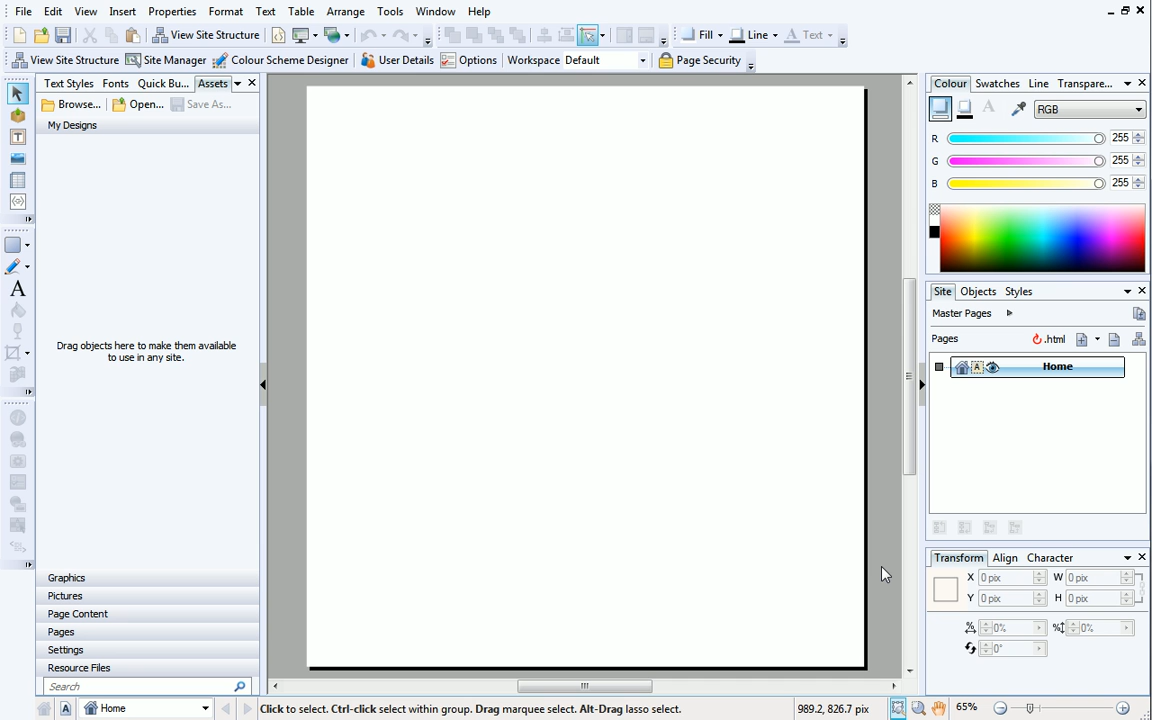 File Edit View Insert Properties Format Text Table Arrange Tools Window Help
View Site Structure Fill Line Text
View Site Structure Site Manager Colour Scheme Designer User Details Options Workspace Default Page Security
Text Styles Fonts Quick Bu... Assets
Browse... Open... Save As...
My Designs
Drag objects here to make them available
to use in any site.
Graphics
Pictures
Page Content
Pages
Settings
Resource Files
Search
Colour Swatches Line Transpare...
A RGB
R 255
G 255
B 255
Site Objects Styles
Master Pages
Pages .html
A Home
Transform Align Character
X 0 pix W 0 pix
Y 0 pix H 0 pix
% 0% % 0%
0°
A Home Click to select. Ctrl-click select within group. Drag marquee select. Alt-Drag lasso select. 989.2, 826.7 pix 65%